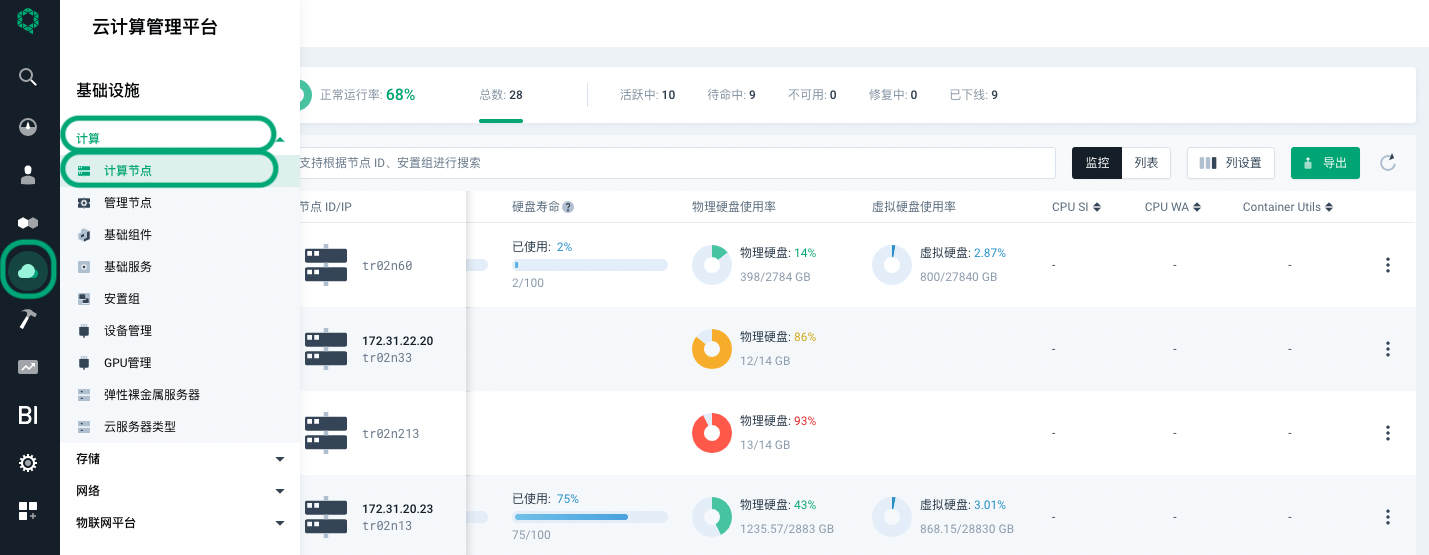 云计算管理平台
基础设施
计算
计算节点
管理节点
基础组件
基础服务
安置组
设备管理
GPU管理
弹性裸金属服务器
云服务器类型
存储
网络
物联网平台
BI
正常运行率: 68%
总数: 28
活跃中: 10
待命中: 9
不可用: 0
修复中: 0
已下线: 9
支持根据节点 ID、安置组进行搜索
监控
列表
列设置
导出
节点 ID/IP
硬盘寿命
物理硬盘使用率
虚拟硬盘使用率
CPU SI
CPU WA
Container Utils
tr02n60
已使用: 2%
2/100
物理硬盘: 14%
398/2784 GB
虚拟硬盘: 2.87%
800/27840 GB
-
-
-
172.31.22.20
tr02n33
物理硬盘: 86%
12/14 GB
-
-
-
tr02n213
物理硬盘: 93%
13/14 GB
-
-
-
172.31.20.23
tr02n13
已使用: 75%
75/100
物理硬盘: 43%
1235.57/2883 GB
虚拟硬盘: 3.01%
868.15/28830 GB
-
-
-